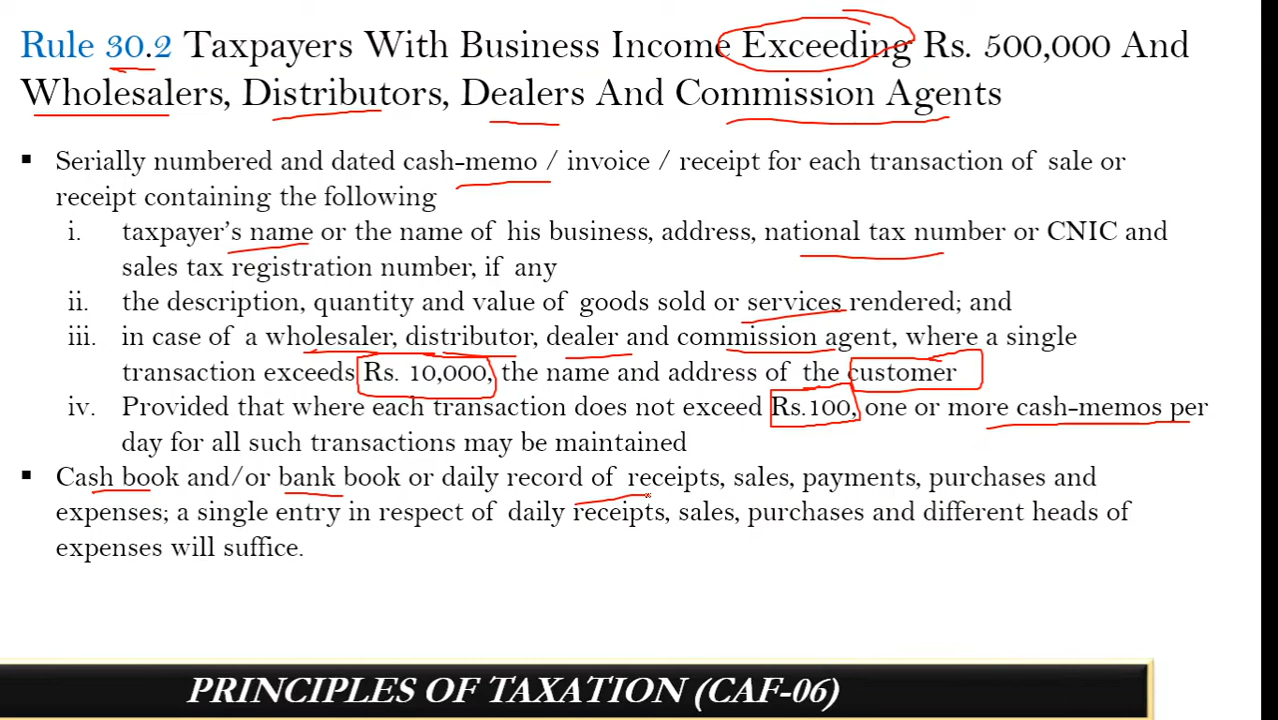 Rule 30.2 Taxpayers With Business Income Exceeding Rs. 500,000 And
Wholesalers, Distributors, Dealers And Commission Agents
▪ Serially numbered and dated cash-memo / invoice / receipt for each transaction of sale or
receipt containing the following
i. taxpayer's name or the name of his business, address, national tax number or CNIC and
sales tax registration number, if any
ii. the description, quantity and value of goods sold or services rendered; and
iii. in case of a wholesaler, distributor, dealer and commission agent, where a single
transaction exceeds Rs. 10,000, the name and address of the customer
iv. Provided that where each transaction does not exceed Rs.100, one or more cash-memos per
day for all such transactions may be maintained
▪ Cash book and/or bank book or daily record of receipts, sales, payments, purchases and
expenses; a single entry in respect of daily receipts, sales, purchases and different heads of
expenses will suffice.
PRINCIPLES OF TAXATION (CAF-06)